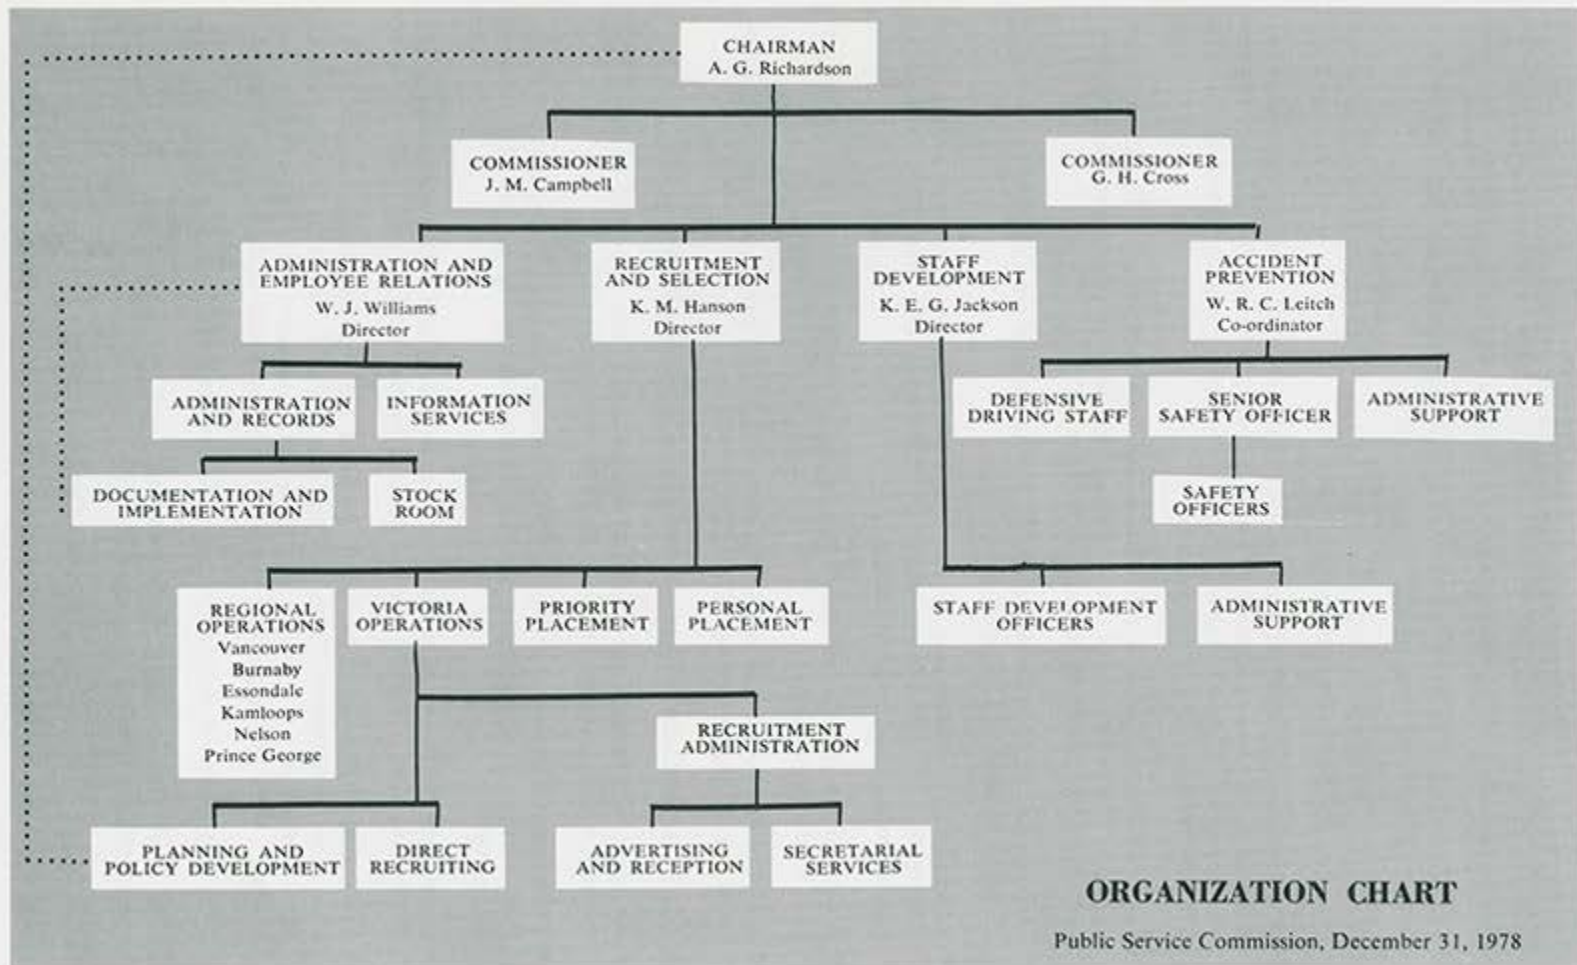 CHAIRMAN
A. G. Richardson
COMMISSIONER
J. M. Campbell
COMMISSIONER
G. H. Cross
ADMINISTRATION AND
EMPLOYEE RELATIONS
W. J. Williams
Director
RECRUITMENT
AND SELECTION
K. M. Hanson
Director
STAFF
DEVELOPMENT
K. E. G. Jackson
Director
ACCIDENT
PREVENTION
W. R. C. Leitch
Co-ordinator
ADMINISTRATION
AND RECORDS
INFORMATION
SERVICES
DEFENSIVE
DRIVING STAFF
SENIOR
SAFETY OFFICER
ADMINISTRATIVE
SUPPORT
DOCUMENTATION AND
IMPLEMENTATION
STOCK
ROOM
SAFETY
OFFICERS
REGIONAL
OPERATIONS
Vancouver
Burnaby
Essondale
Kamloops
Nelson
Prince George
VICTORIA
OPERATIONS
PRIORITY
PLACEMENT
PERSONAL
PLACEMENT
STAFF DEVELOPMENT
OFFICERS
ADMINISTRATIVE
SUPPORT
RECRUITMENT
ADMINISTRATION
PLANNING AND
POLICY DEVELOPMENT
DIRECT
RECRUITING
ADVERTISING
AND RECEPTION
SECRETARIAL
SERVICES
ORGANIZATION CHART
Public Service Commission, December 31, 1978